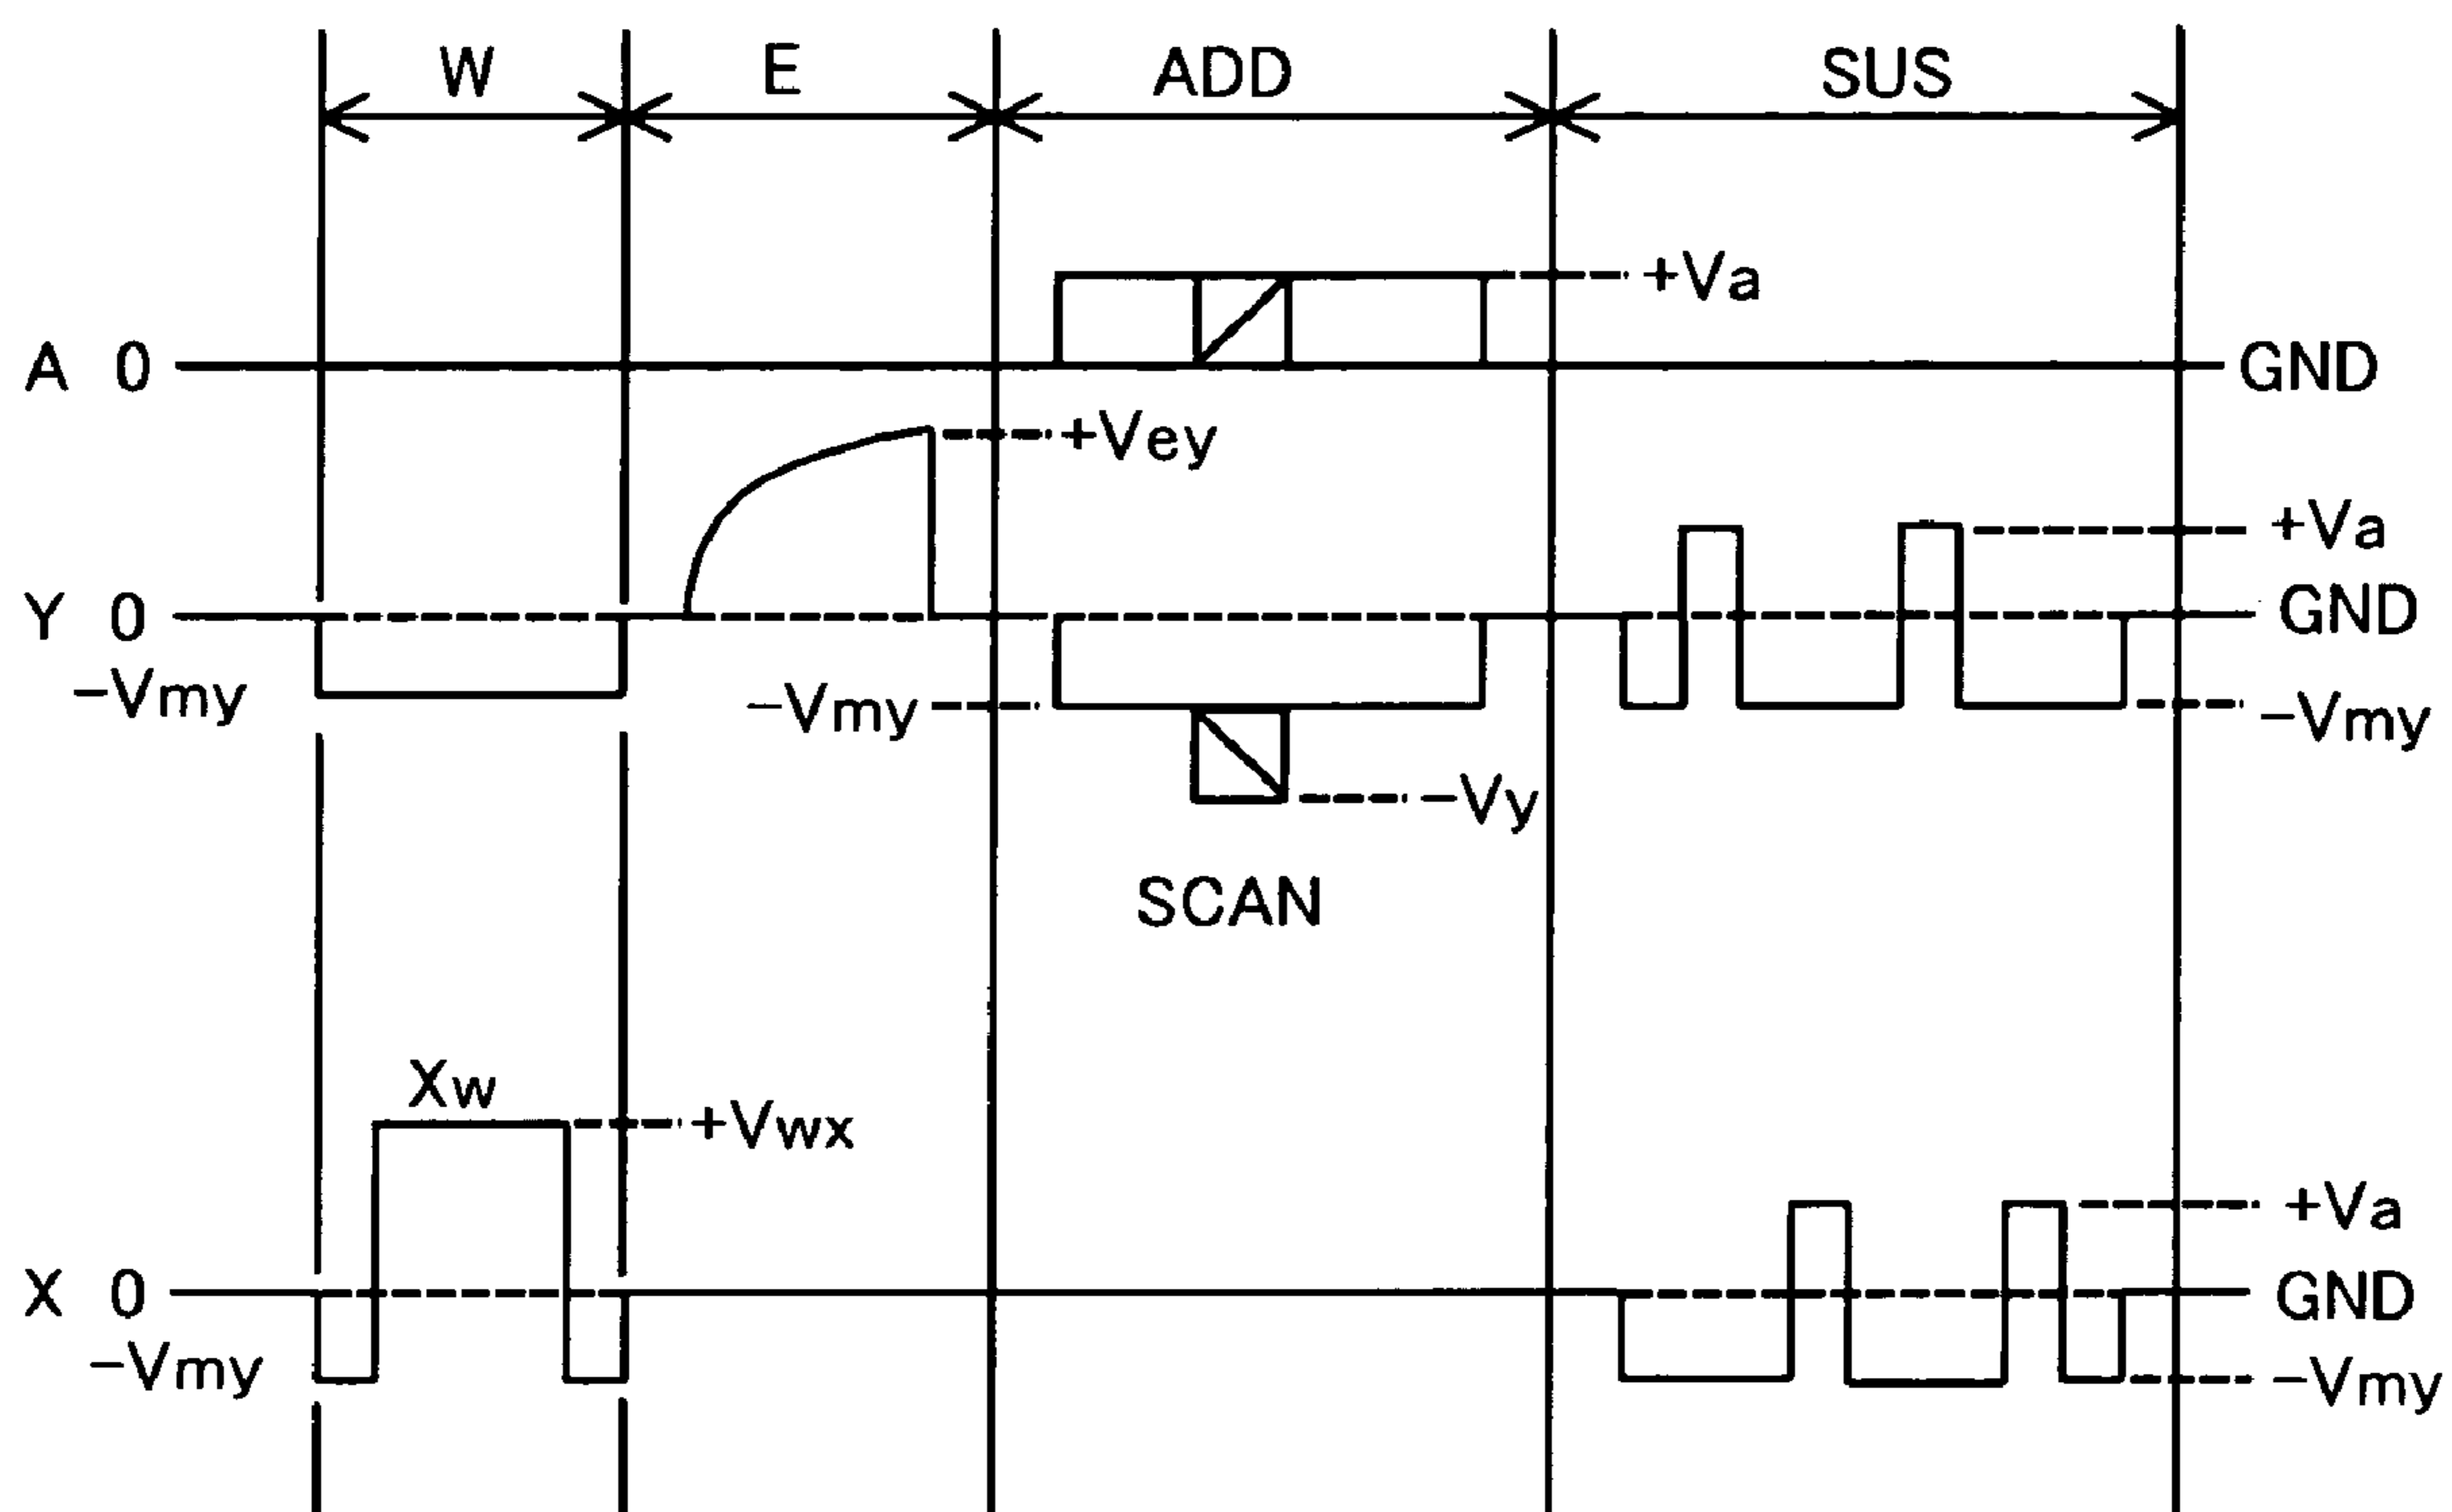 W E ADD SUS
+Va
A 0 GND
+Vey
+Va
Y 0 GND
−Vmy −Vmy −Vmy
−Vy
SCAN
Xw
+Vwx
+Va
X 0 GND
−Vmy −Vmy